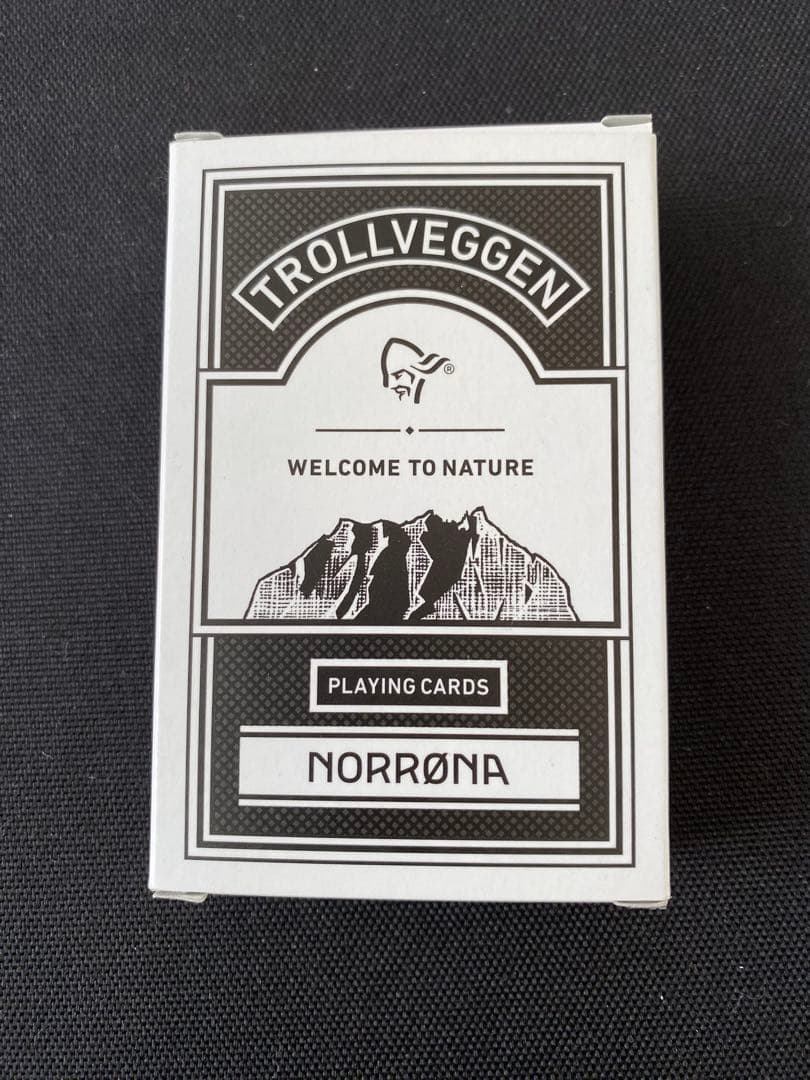 TROLLVEGGEN
®
WELCOME TO NATURE
PLAYING CARDS
NORRØNA